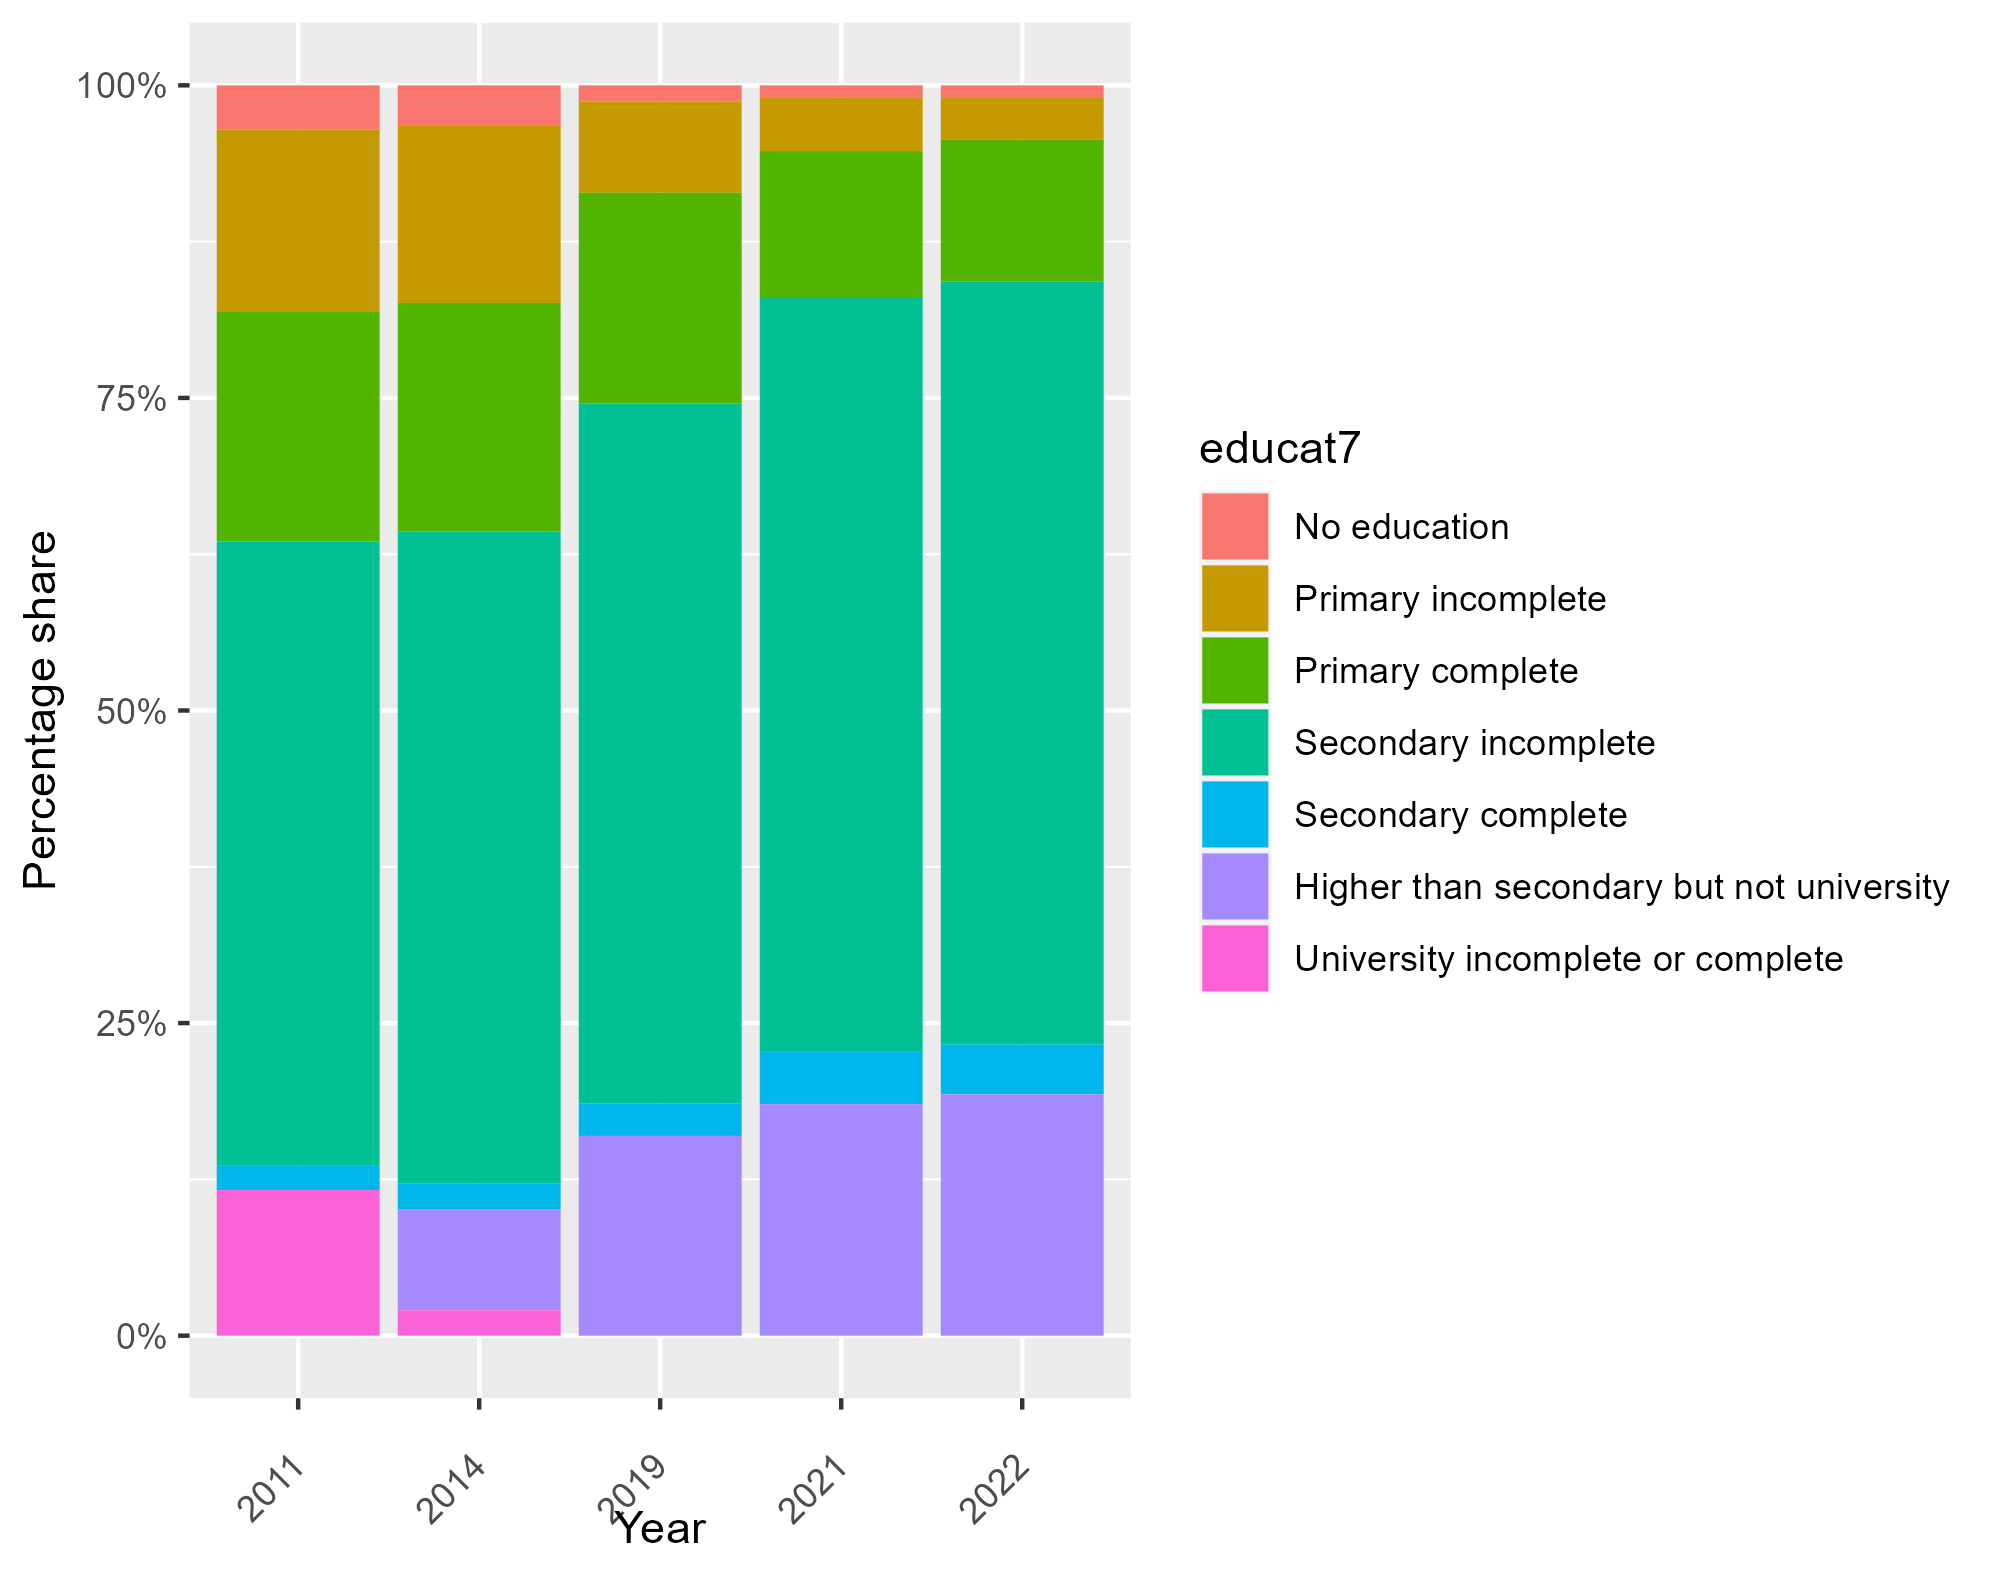 100%
75%
50%
25%
0%
Percentage share
2011
2014
2019
2021
2022
Year
educat7
No education
Primary incomplete
Primary complete
Secondary incomplete
Secondary complete
Higher than secondary but not university
University incomplete or complete